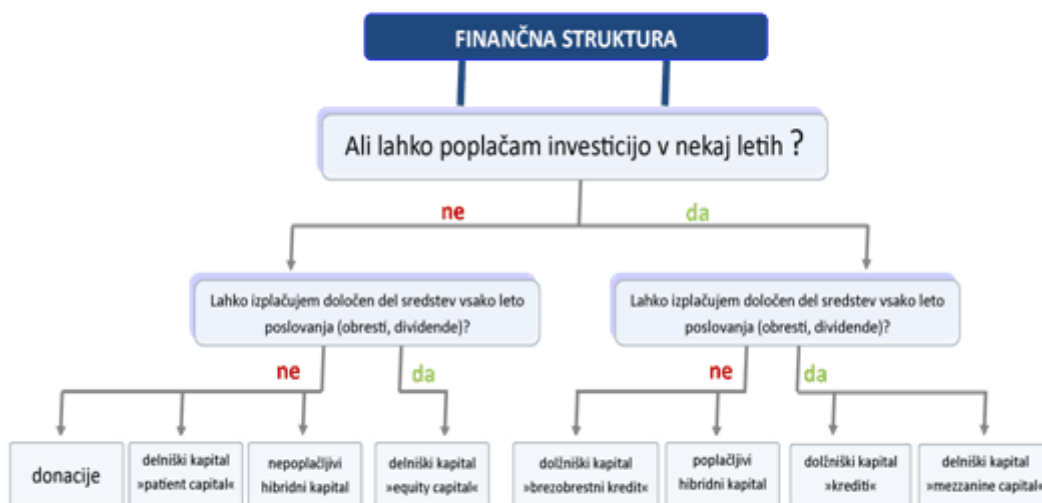 FINANČNA STRUKTURA
Ali lahko poplačam investicijo v nekaj letih ?
ne
da
Lahko izplačujem določen del sredstev vsako leto
poslovanja (obresti, dividende)?
Lahko izplačujem določen del sredstev vsako leto
poslovanja (obresti, dividende)?
ne
da
ne
da
donacije
delniški kapital
»patient capital«
nepoplačljivi
hibridni kapital
delniški kapital
»equity capital«
dolžniški kapital
»brezobrestni kredit«
poplačljivi
hibridni kapital
dolžniški kapital
»krediti«
delniški kapital
»mezzanine capital«